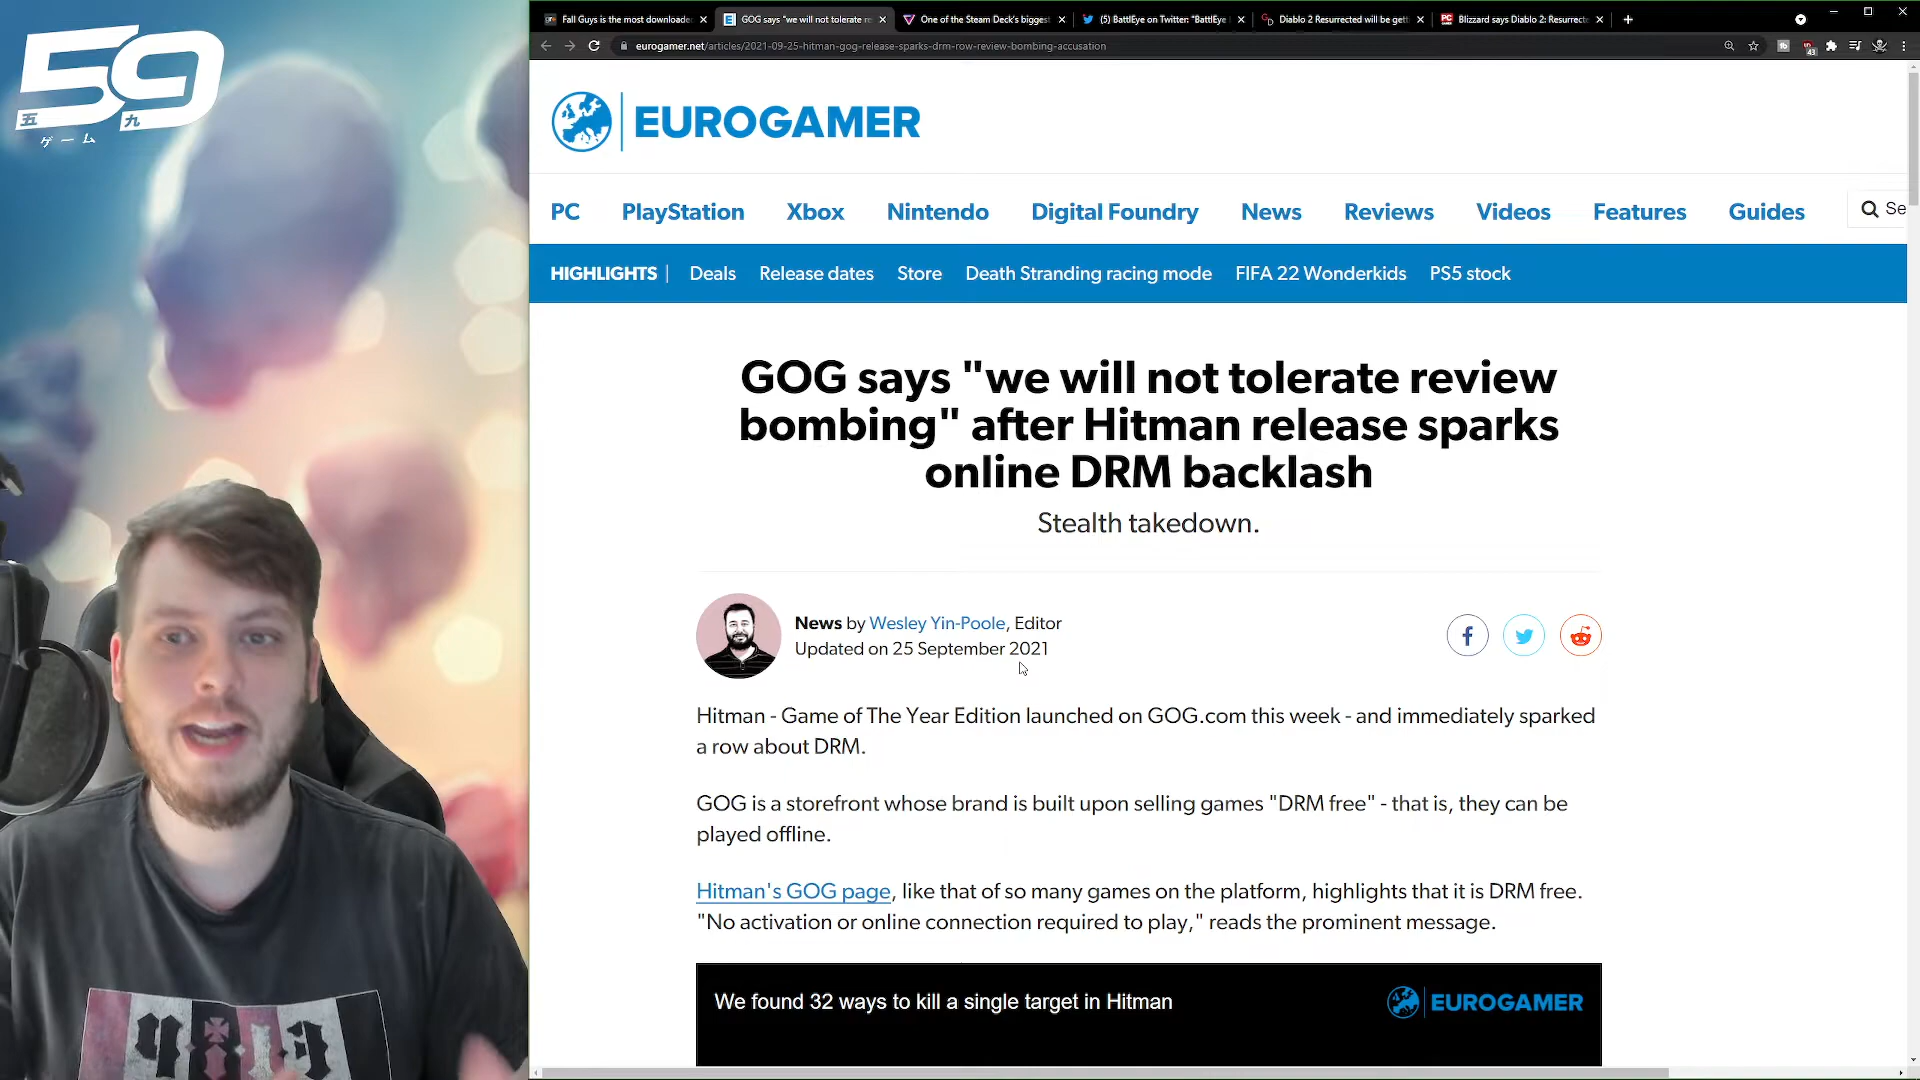 59
五 九
ゲーム
Fall Guys is the most downloade
GOG says "we will not tolerate re
One of the Steam Deck's biggest
(5) BattlEye on Twitter: "BattlEye
Diablo 2 Resurrected will be gett
Blizzard says Diablo 2: Resurrect
eurogamer.net/articles/2021-09-25-hitman-gog-release-sparks-drm-row-review-bombing-accusation
43
EUROGAMER
PC PlayStation Xbox Nintendo Digital Foundry News Reviews Videos Features Guides Se
HIGHLIGHTS | Deals Release dates Store Death Stranding racing mode FIFA 22 Wonderkids PS5 stock
GOG says "we will not tolerate review
bombing" after Hitman release sparks
online DRM backlash
Stealth takedown.
News by Wesley Yin-Poole, Editor
Updated on 25 September 2021
Hitman - Game of The Year Edition launched on GOG.com this week - and immediately sparked
a row about DRM.
GOG is a storefront whose brand is built upon selling games "DRM free" - that is, they can be
played offline.
Hitman's GOG page, like that of so many games on the platform, highlights that it is DRM free.
"No activation or online connection required to play," reads the prominent message.
We found 32 ways to kill a single target in Hitman
EUROGAMER